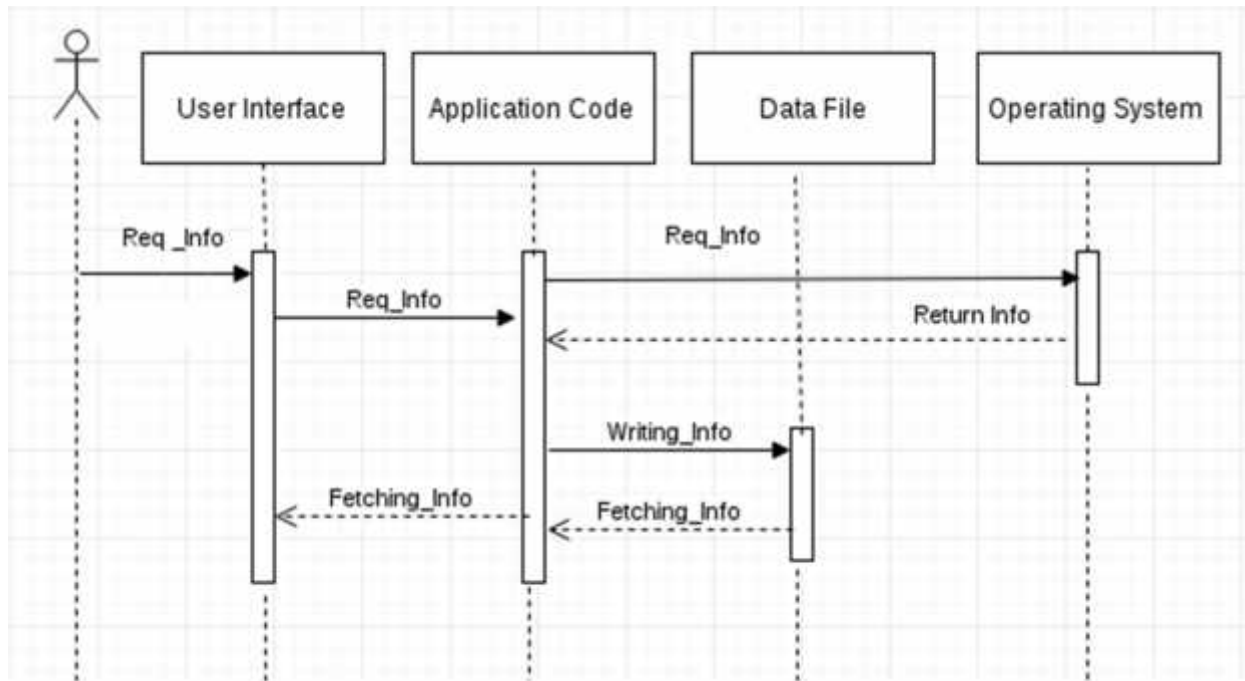 User Interface
Application Code
Data File
Operating System
Req _Info
Req_Info
Req_Info
Return Info
Writing_Info
Fetching_Info
Fetching_Info